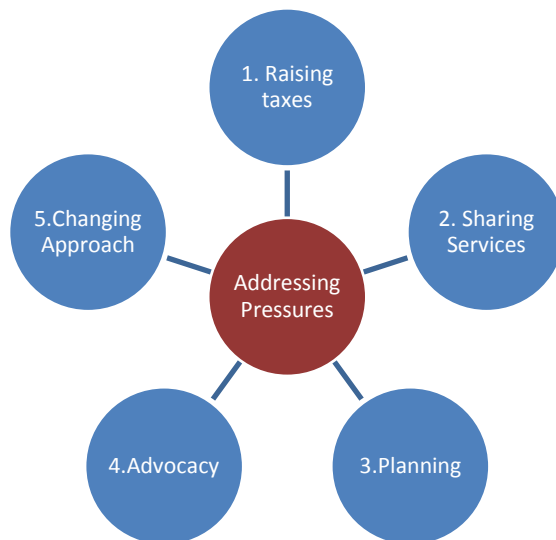 1. Raising
taxes
2. Sharing
Services
3.Planning
4.Advocacy
5.Changing
Approach
Addressing
Pressures